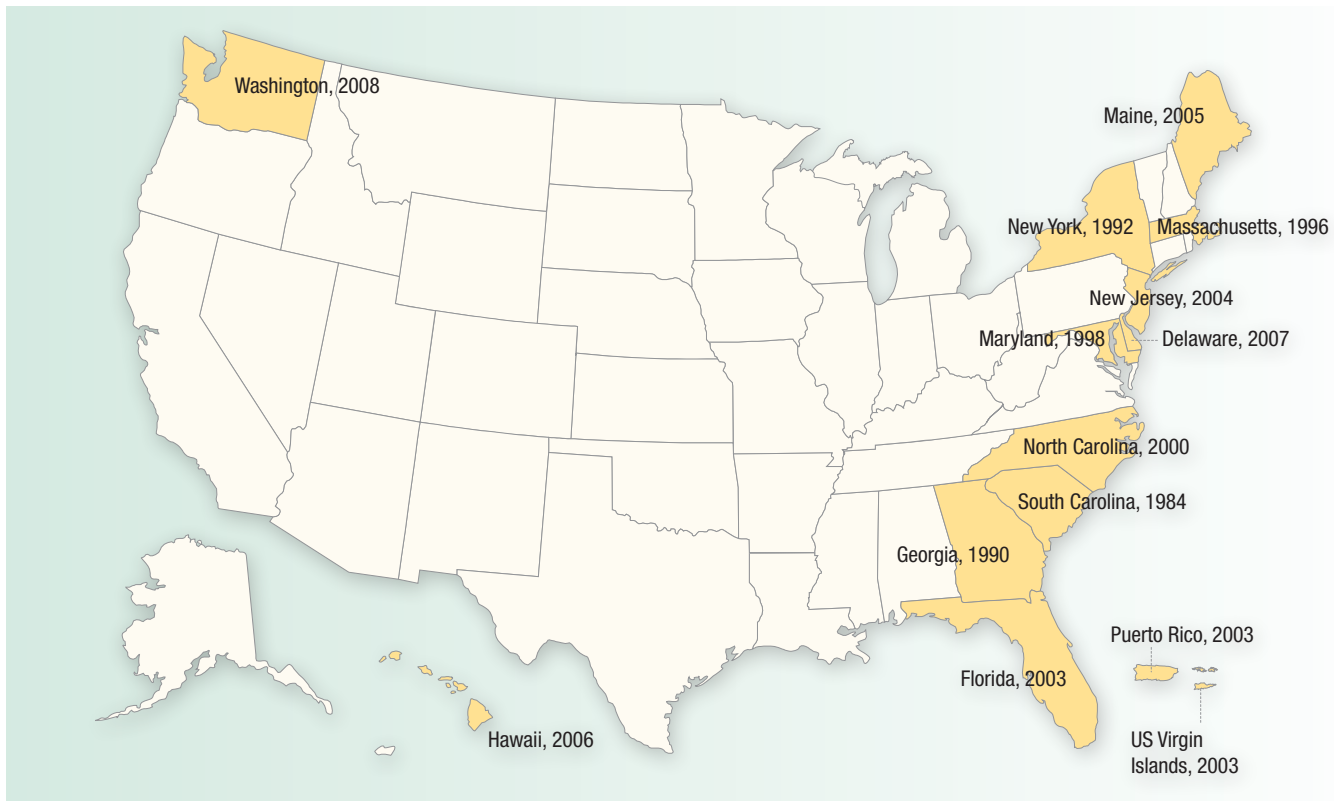 Washington, 2008
Maine, 2005
New York, 1992
Massachusetts, 1996
New Jersey, 2004
Maryland, 1998
Delaware, 2007
North Carolina, 2000
South Carolina, 1984
Georgia, 1990
Puerto Rico, 2003
Florida, 2003
Hawaii, 2006
US Virgin
Islands, 2003